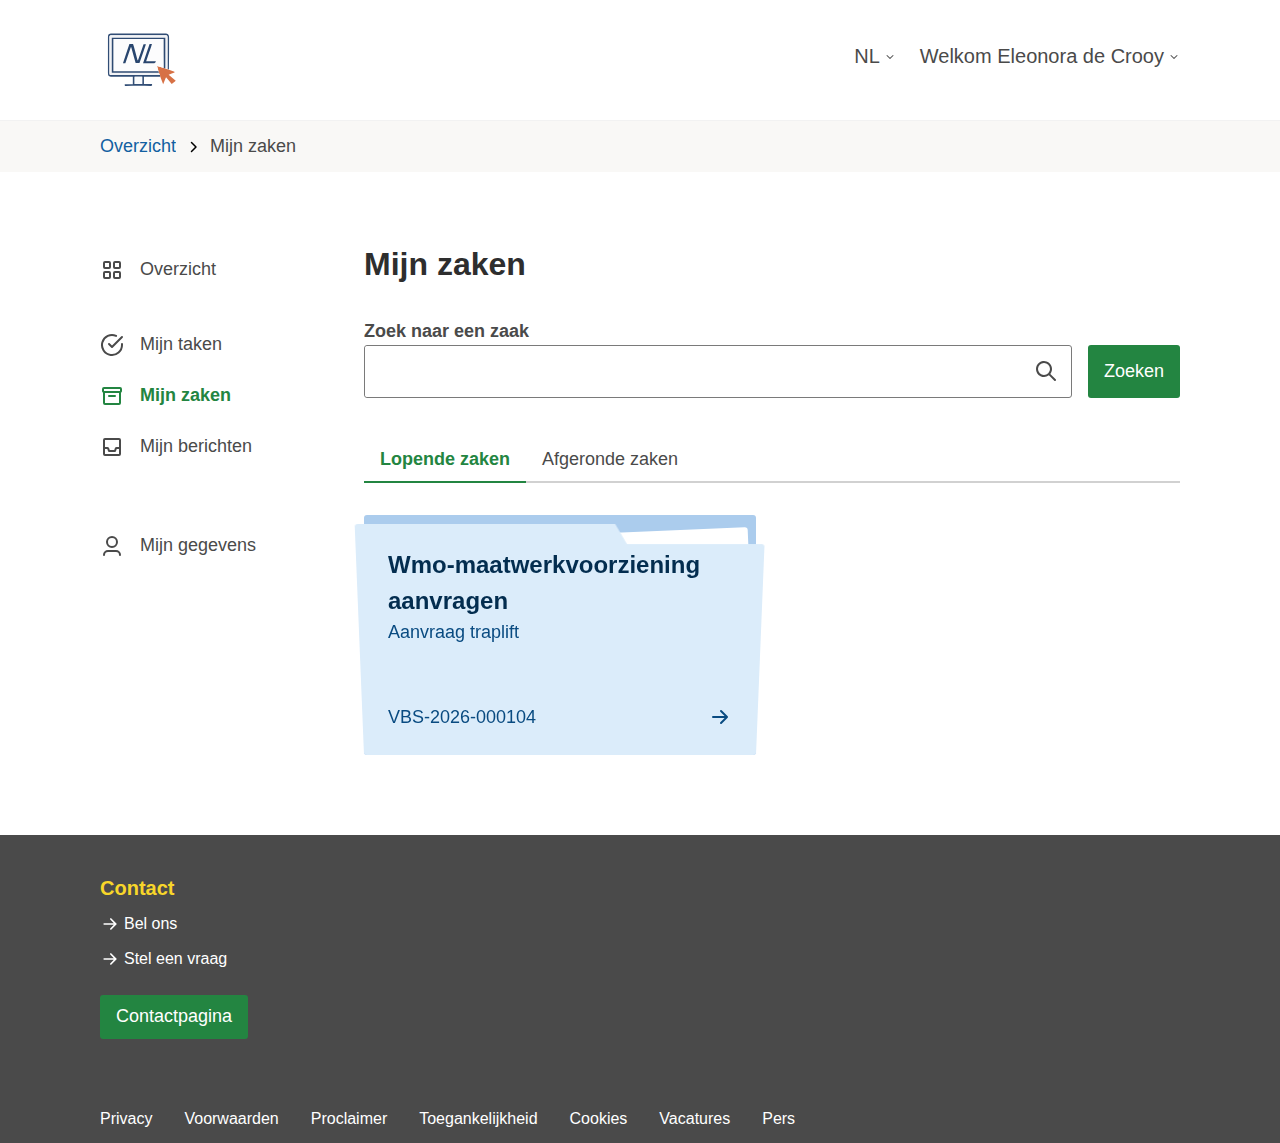 NL
NL
Welkom Eleonora de Crooy
Overzicht
Mijn zaken
Overzicht
Mijn taken
Mijn zaken
Mijn berichten
Mijn gegevens
Mijn zaken
Zoek naar een zaak
Zoeken
Lopende zaken
Afgeronde zaken
Wmo-maatwerkvoorziening
aanvragen
Aanvraag traplift
VBS-2026-000104
Contact
Bel ons
Stel een vraag
Contactpagina
Privacy
Voorwaarden
Proclaimer
Toegankelijkheid
Cookies
Vacatures
Pers